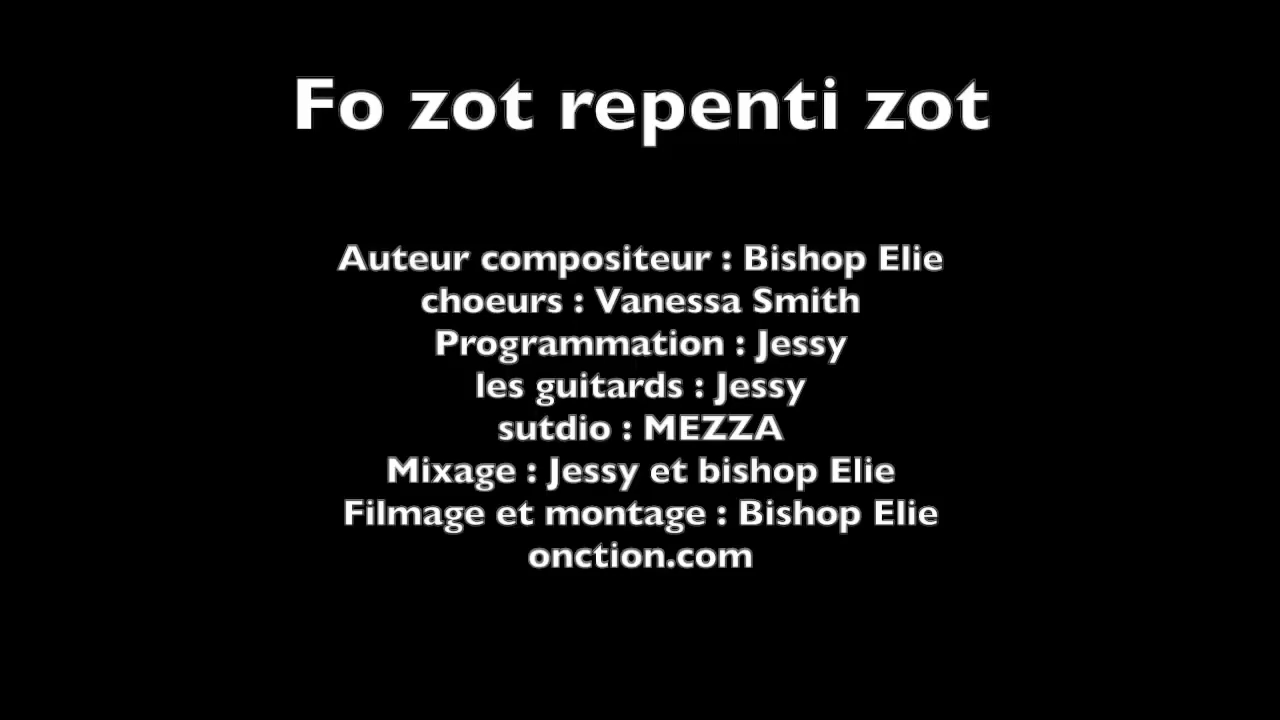 Fo zot repenti zot
Auteur compositeur : Bishop Elie
choeurs : Vanessa Smith
Programmation : Jessy
les guitards : Jessy
sutdio : MEZZA
Mixage : Jessy et bishop Elie
Filmage et montage : Bishop Elie
onction.com